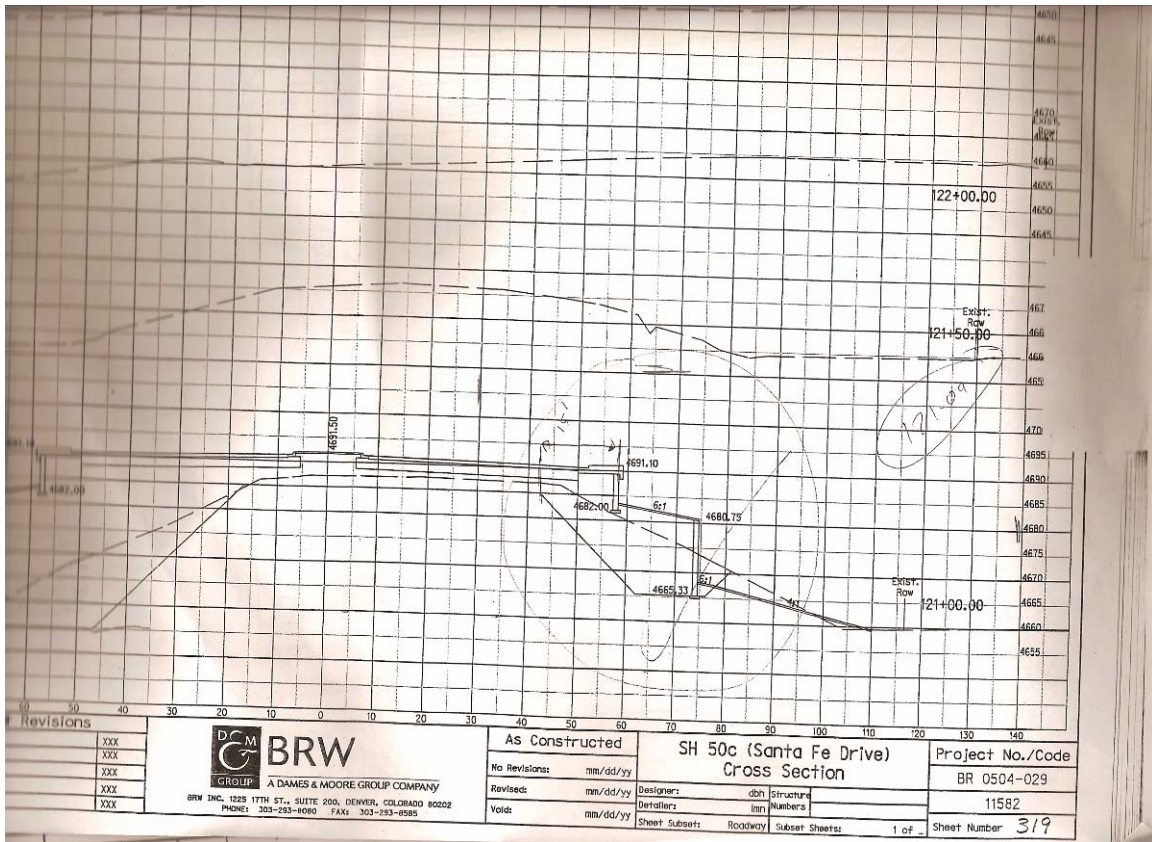 4650
4645
4670
Exist.
Row
4665
4660
4655
122+00.00
4650
4645
467
Exist.
Row
466
121+50.00
466
465
121+09
470
4691.50
4695
4691.10
4690
4682.00
4682.00
6:1
4680.75
4685
4680
4675
4670
6:1
4665.33
4:1
Exist.
Row
4665
121+00.00
4660
4655
60 50 40 30 20 10 0 10 20 30 40 50 60 70 80 90 100 110 120 130 140
Revisions
XXX
XXX
XXX
XXX
XXX
D C M
G
GROUP
BRW
A DAMES & MOORE GROUP COMPANY
BRW INC. 1225 17TH ST., SUITE 200, DENVER, COLORADO 80202
PHONE: 303-293-8080 FAX: 303-293-8585
As Constructed
No Revisions: mm/dd/yy
Revised: mm/dd/yy
Void: mm/dd/yy
SH 50c (Santa Fe Drive)
Cross Section
Designer: dbh
Structure
Numbers
Detailer: lmn
Sheet Subset: Roadway
Subset Sheets: 1 of _
Project No./Code
BR 0504-029
11582
Sheet Number 319